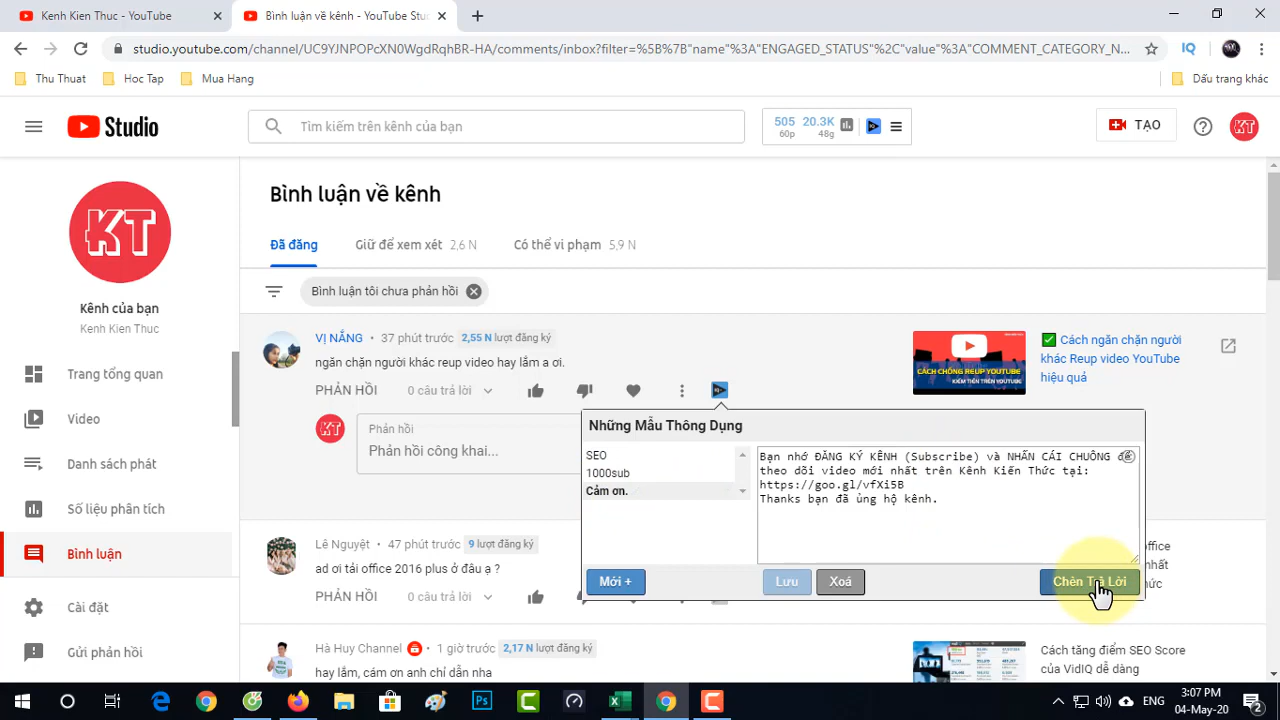 Kenh Kien Thuc - YouTube
Bình luận về kênh - YouTube Stud
studio.youtube.com/channel/UC9YJNPOPcXN0WgdRqhBR-HA/comments/inbox?filter=%5B%7B"name"%3A"ENGAGED_STATUS"%2C"value"%3A"COMMENT_CATEGORY_N...
IQ
Thu Thuat
Hoc Tap
Mua Hang
Dấu trang khác
Studio
Tìm kiếm trên kênh của bạn
505 20.3K
60p 48g
TẠO
KT
KT
Kênh của bạn
Kenh Kien Thuc
Trang tổng quan
Video
Danh sách phát
Số liệu phân tích
Bình luận
Cài đặt
Gửi phản hồi
Bình luận về kênh
Đã đăng
Giữ để xem xét 2,6 N
Có thể vi phạm 5,9 N
Bình luận tôi chưa phản hồi
VỊ NẮNG • 37 phút trước 2,55 N lượt đăng ký
ngăn chặn người khác reup video hay lắm a ơi.
PHẢN HỒI 0 câu trả lời
CÁCH CHỐNG REUP YOUTUBE
KIẾM TIỀN TRÊN YOUTUBE
Cách ngăn chặn người
khác Reup video YouTube
hiệu quả
KT
Phản hồi
Phản hồi công khai...
Những Mẫu Thông Dụng
SEO
1000sub
Cảm ơn.
Bạn nhớ ĐĂNG KÝ KÊNH (Subscribe) và NHẤN CÁI CHUÔNG để
theo dõi video mới nhất trên Kênh Kiến Thức tại:
https://goo.gl/vfXi5B
Thanks bạn đã ủng hộ kênh.
Mới +
Lưu
Xoá
Chèn Trả Lời
Lê Nguyệt • 47 phút trước 9 lượt đăng ký
ad ơi tải office 2016 plus ở đâu ạ ?
PHẢN HỒI 0 câu trả lời
office
nhất
hức
Hà Huy Channel • 1 giờ trước 2,17 N lượt đăng ký
hay lắm, cảm ơn anh chỉ dẫn nha
Cách tăng điểm SEO Score
của VidIQ dễ dàng
ENG
3:07 PM
04-May-20
2